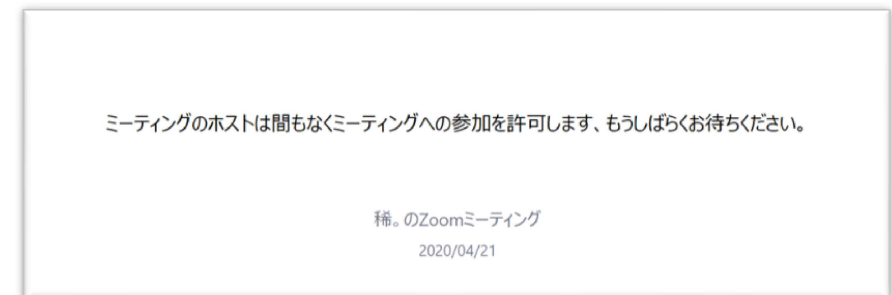 ミーティングのホストは間もなくミーティングへの参加を許可します、もうしばらくお待ちください。
稀。のZoomミーティング
2020/04/21